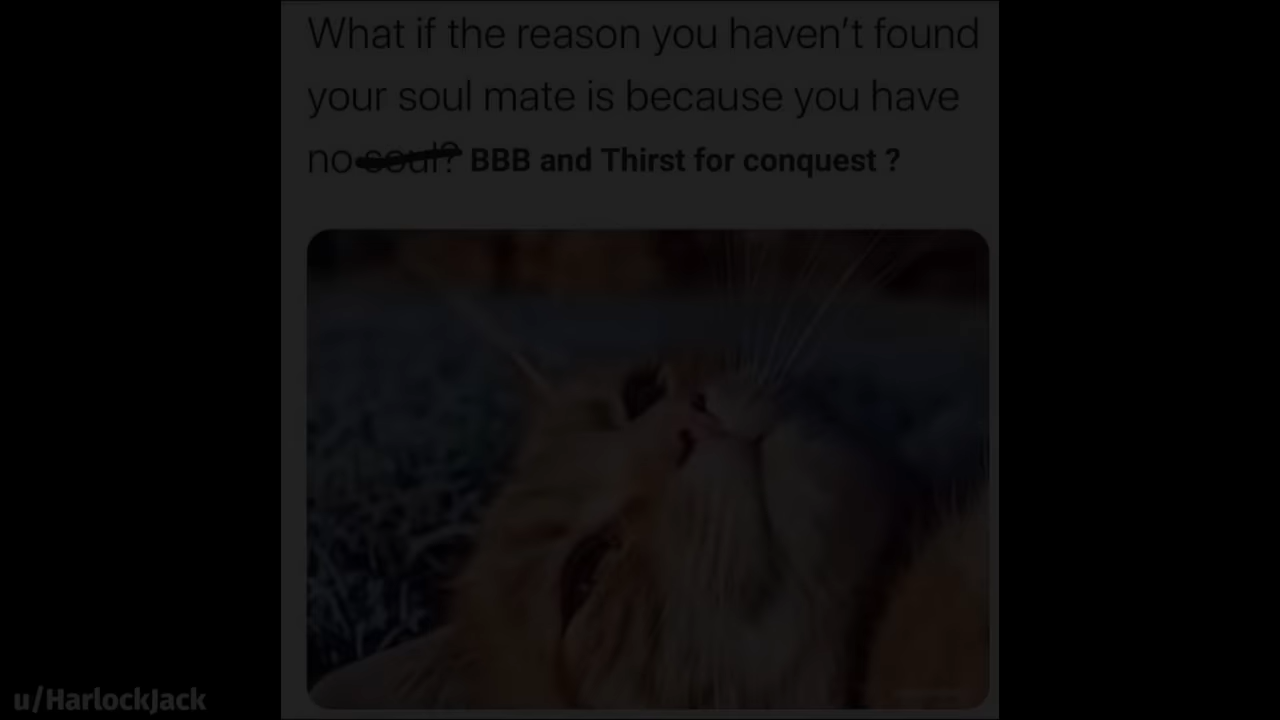 What if the reason you haven't found
your soul mate is because you have
no soul? BBB and Thirst for conquest ?
u/HarlockJack